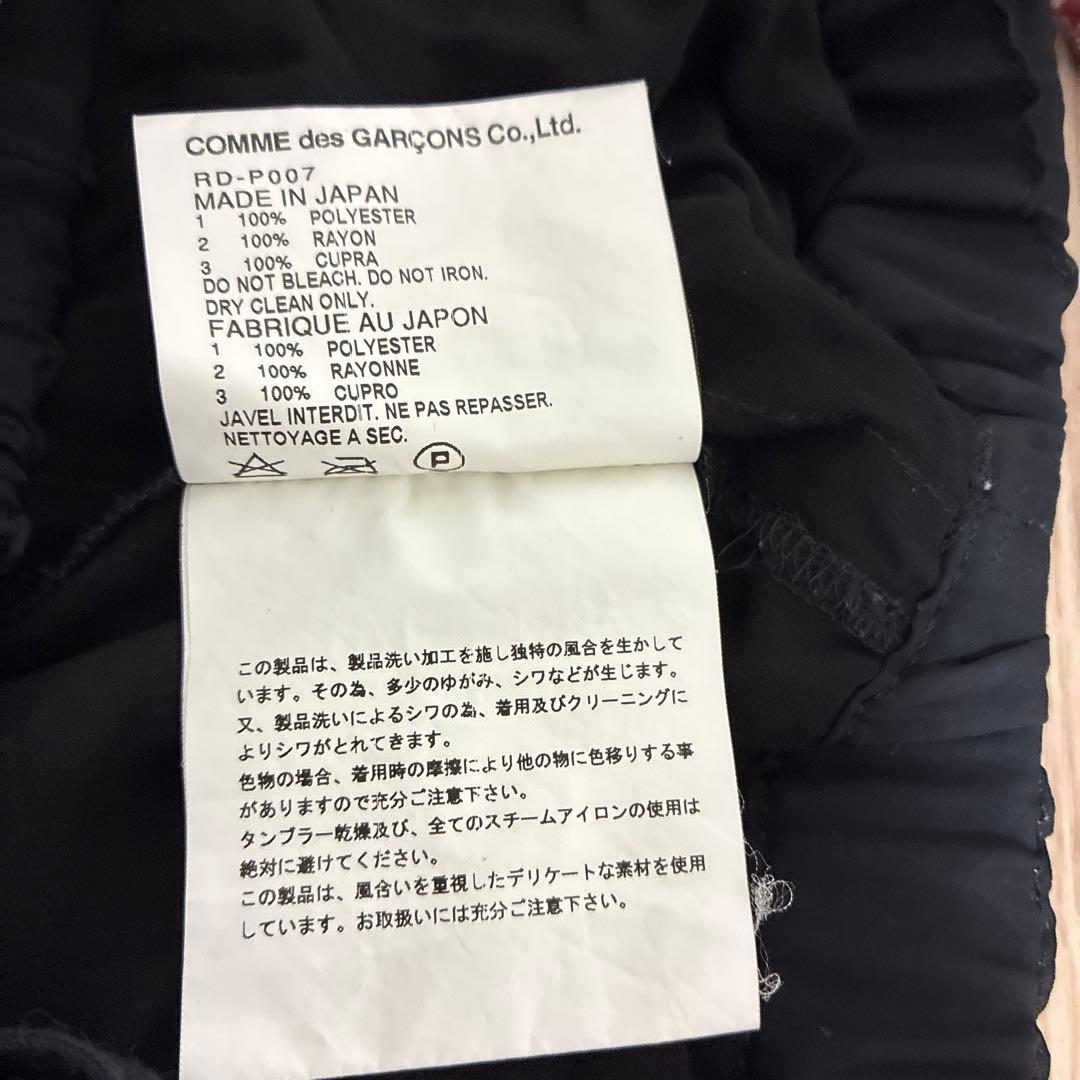 COMME des GARÇONS Co.,Ltd.
RD-P007
MADE IN JAPAN
1 100% POLYESTER
2 100% RAYON
3 100% CUPRA
DO NOT BLEACH. DO NOT IRON.
DRY CLEAN ONLY.
FABRIQUE AU JAPON
1 100% POLYESTER
2 100% RAYONNE
3 100% CUPRO
JAVEL INTERDIT. NE PAS REPASSER.
NETTOYAGE A SEC.
P
この製品は、製品洗い加工を施し独特の風合を生かして
います。その為、多少のゆがみ、シワなどが生じます。
又、製品洗いによるシワの為、着用及びクリーニングに
よりシワがとれてきます。
色物の場合、着用時の摩擦により他の物に色移りする事
がありますので充分ご注意下さい。
タンブラー乾燥及び、全てのスチームアイロンの使用は
絶対に避けてください。
この製品は、風合いを重視したデリケートな素材を使用
しています。お取扱いには充分ご注意下さい。